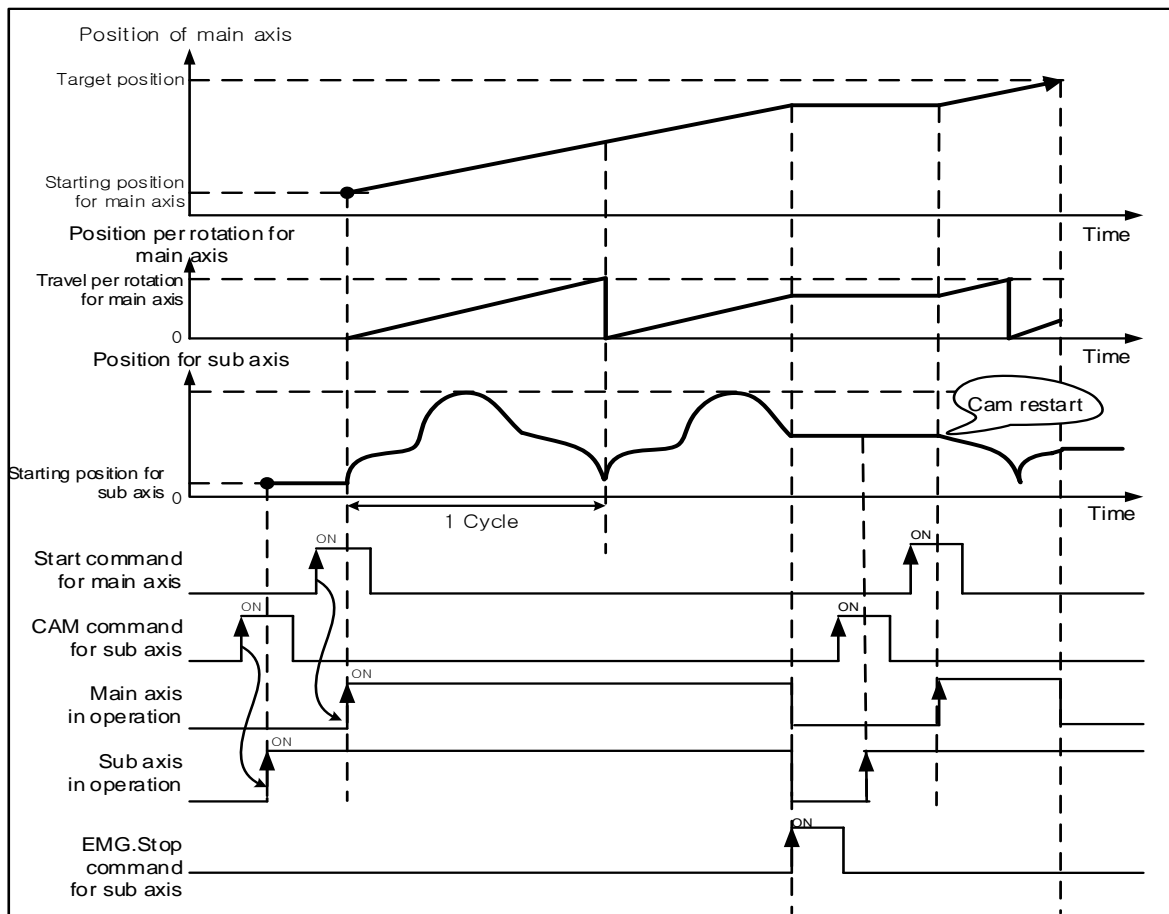 Position of main axis
Target position
Starting position
for main axis
Time
Position per rotation for
main axis
Travel per rotation
for main axis
0
Time
Position for sub axis
Cam restart
Starting position for
sub axis
0
Time
1 Cycle
ON
ON
Start command
for main axis
ON
ON
CAM command
for sub axis
ON
Main axis
in operation
ON
Sub axis
in operation
ON
EMG.Stop
command
for sub axis